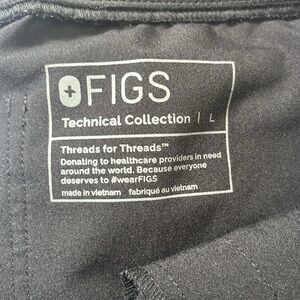 FIGS
Technical Collection | L
Threads for Threads™
Donating to healthcare providers in need
around the world. Because everyone
deserves to #wearFIGS
made in vietnam fabriqué au vietnam